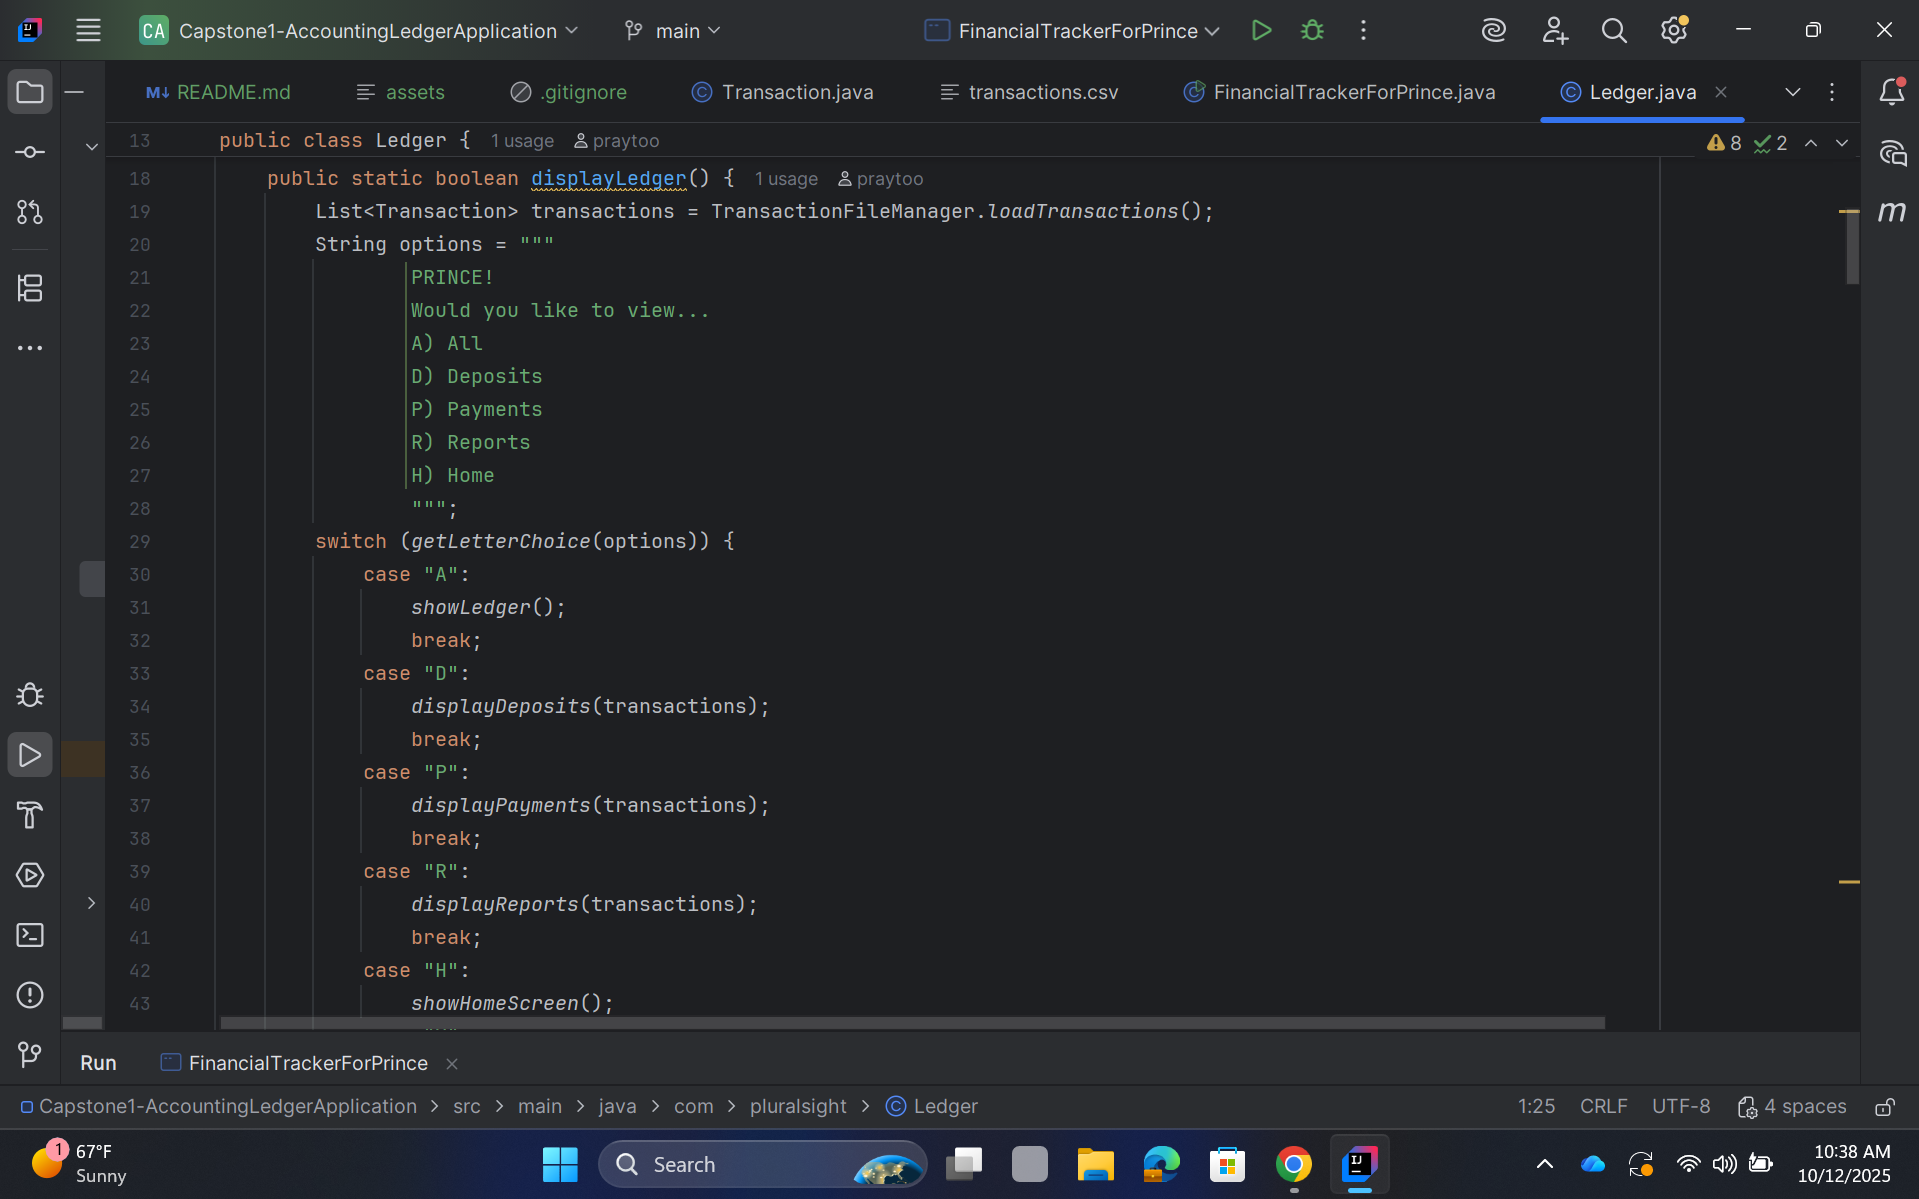 CA Capstone1-AccountingLedgerApplication main FinancialTrackerForPrince
README.md assets .gitignore Transaction.java transactions.csv FinancialTrackerForPrince.java Ledger.java
13 public class Ledger { 1 usage praytoo 8 2
18 public static boolean displayLedger() { 1 usage praytoo
19 List<Transaction> transactions = TransactionFileManager.loadTransactions();
20 String options = """
21 PRINCE!
22 Would you like to view...
23 A) All
24 D) Deposits
25 P) Payments
26 R) Reports
27 H) Home
28 """;
29 switch (getLetterChoice(options)) {
30 case "A":
31 showLedger();
32 break;
33 case "D":
34 displayDeposits(transactions);
35 break;
36 case "P":
37 displayPayments(transactions);
38 break;
39 case "R":
40 displayReports(transactions);
41 break;
42 case "H":
43 showHomeScreen();
Run FinancialTrackerForPrince
Capstone1-AccountingLedgerApplication > src > main > java > com > pluralsight > Ledger 1:25 CRLF UTF-8 4 spaces
1 67°F
Sunny
Search
10:38 AM
10/12/2025